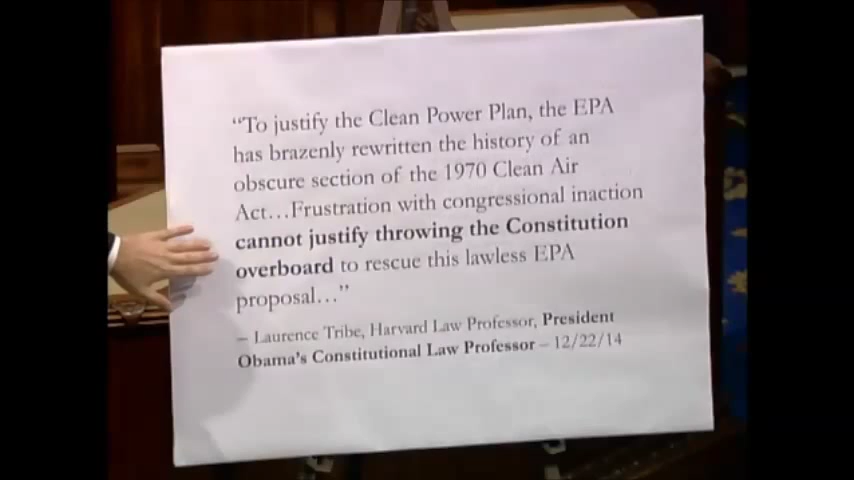 “To justify the Clean Power Plan, the EPA
has brazenly rewritten the history of an
obscure section of the 1970 Clean Air
Act…Frustration with congressional inaction
cannot justify throwing the Constitution
overboard to rescue this lawless EPA
proposal…”
– Laurence Tribe, Harvard Law Professor, President
Obama's Constitutional Law Professor – 12/22/14